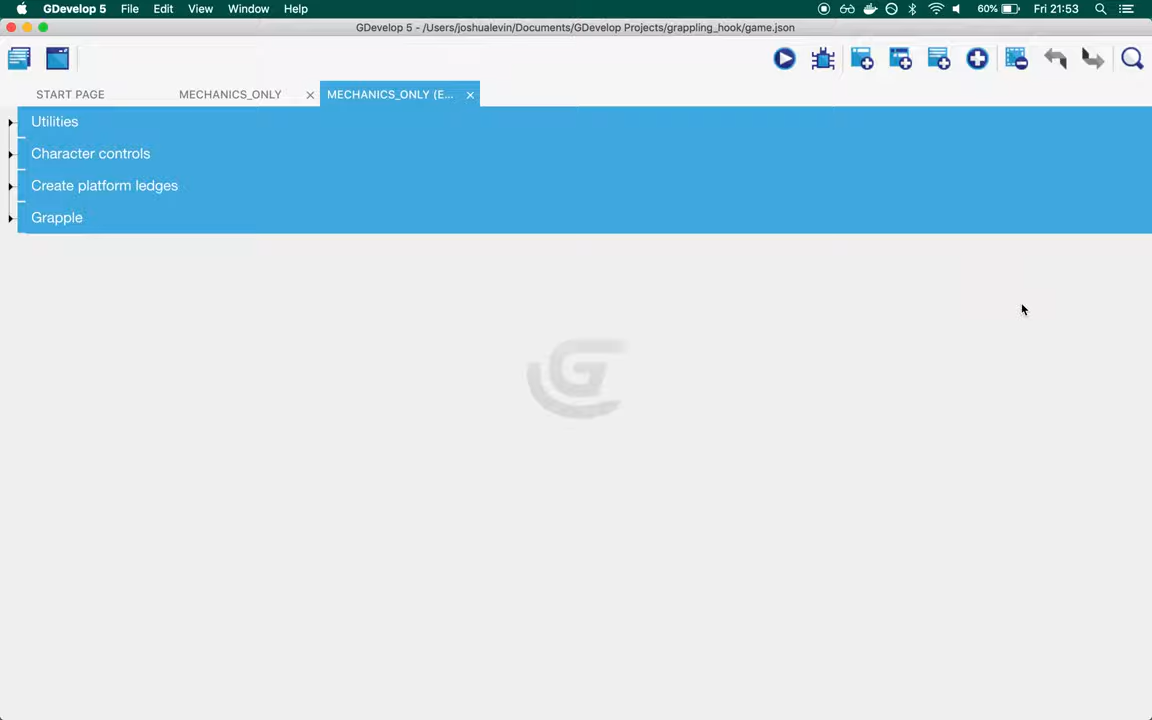 GDevelop 5 File Edit View Window Help 60% Fri 21:53
GDevelop 5 - /Users/joshualevin/Documents/GDevelop Projects/grappling_hook/game.json
START PAGE MECHANICS_ONLY MECHANICS_ONLY (E...
Utilities
Character controls
Create platform ledges
Grapple